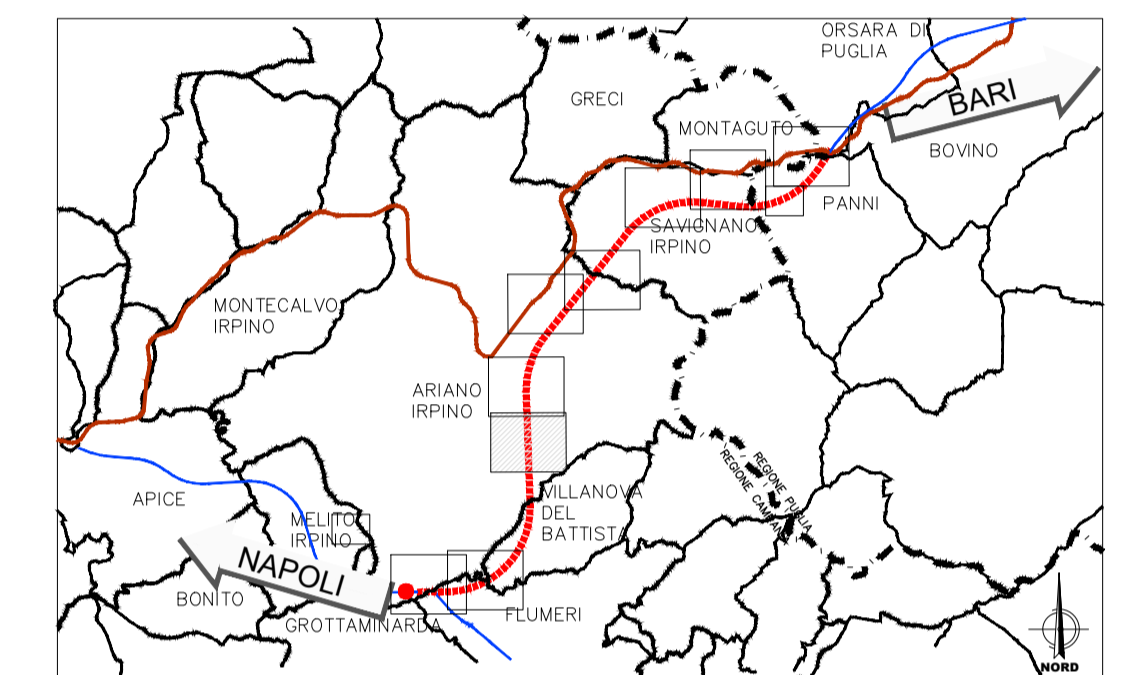 ORSARA DI
PUGLIA
GRECI
BARI
MONTAGUTO
BOVINO
PANNI
SAVIGNANO
IRPINO
MONTECALVO
IRPINO
ARIANO
IRPINO
REGIONE PUGLIA
REGIONE CAMPANIA
VILLANOVA
DEL
BATTISTA
APICE
MELITO
IRPINO
NAPOLI
BONITO
FLUMERI
GROTTAMINARDA
NORD